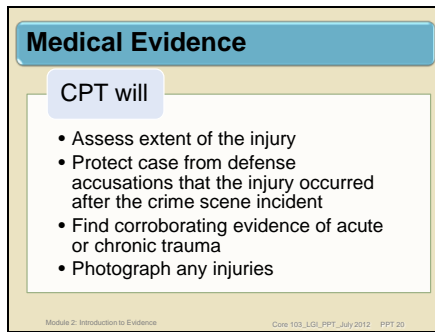 Medical Evidence
CPT will
• Assess extent of the injury
• Protect case from defense
accusations that the injury occurred
after the crime scene incident
• Find corroborating evidence of acute
or chronic trauma
• Photograph any injuries
Module 2: Introduction to Evidence Core 103_LGI_PPT_July 2012 PPT 20